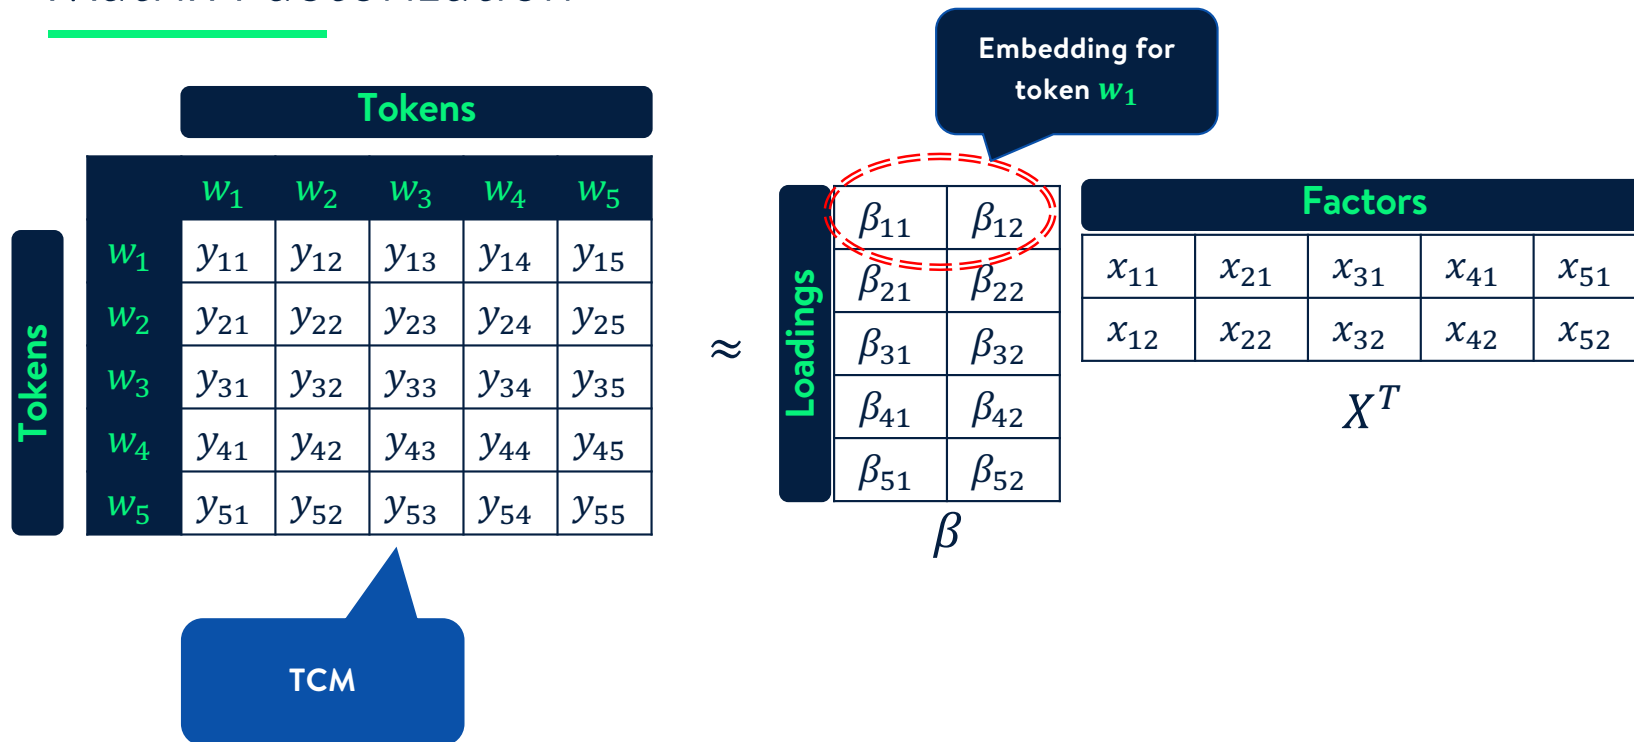 Matrix Factorization
Embedding for
token w₁
Tokens
w₁ w₂ w₃ w₄ w₅
Tokens
w₁ y₁₁ y₁₂ y₁₃ y₁₄ y₁₅
w₂ y₂₁ y₂₂ y₂₃ y₂₄ y₂₅
w₃ y₃₁ y₃₂ y₃₃ y₃₄ y₃₅
w₄ y₄₁ y₄₂ y₄₃ y₄₄ y₄₅
w₅ y₅₁ y₅₂ y₅₃ y₅₄ y₅₅
TCM
≈
Loadings
β₁₁ β₁₂
β₂₁ β₂₂
β₃₁ β₃₂
β₄₁ β₄₂
β₅₁ β₅₂
β
Factors
x₁₁ x₂₁ x₃₁ x₄₁ x₅₁
x₁₂ x₂₂ x₃₂ x₄₂ x₅₂
Xᵀ